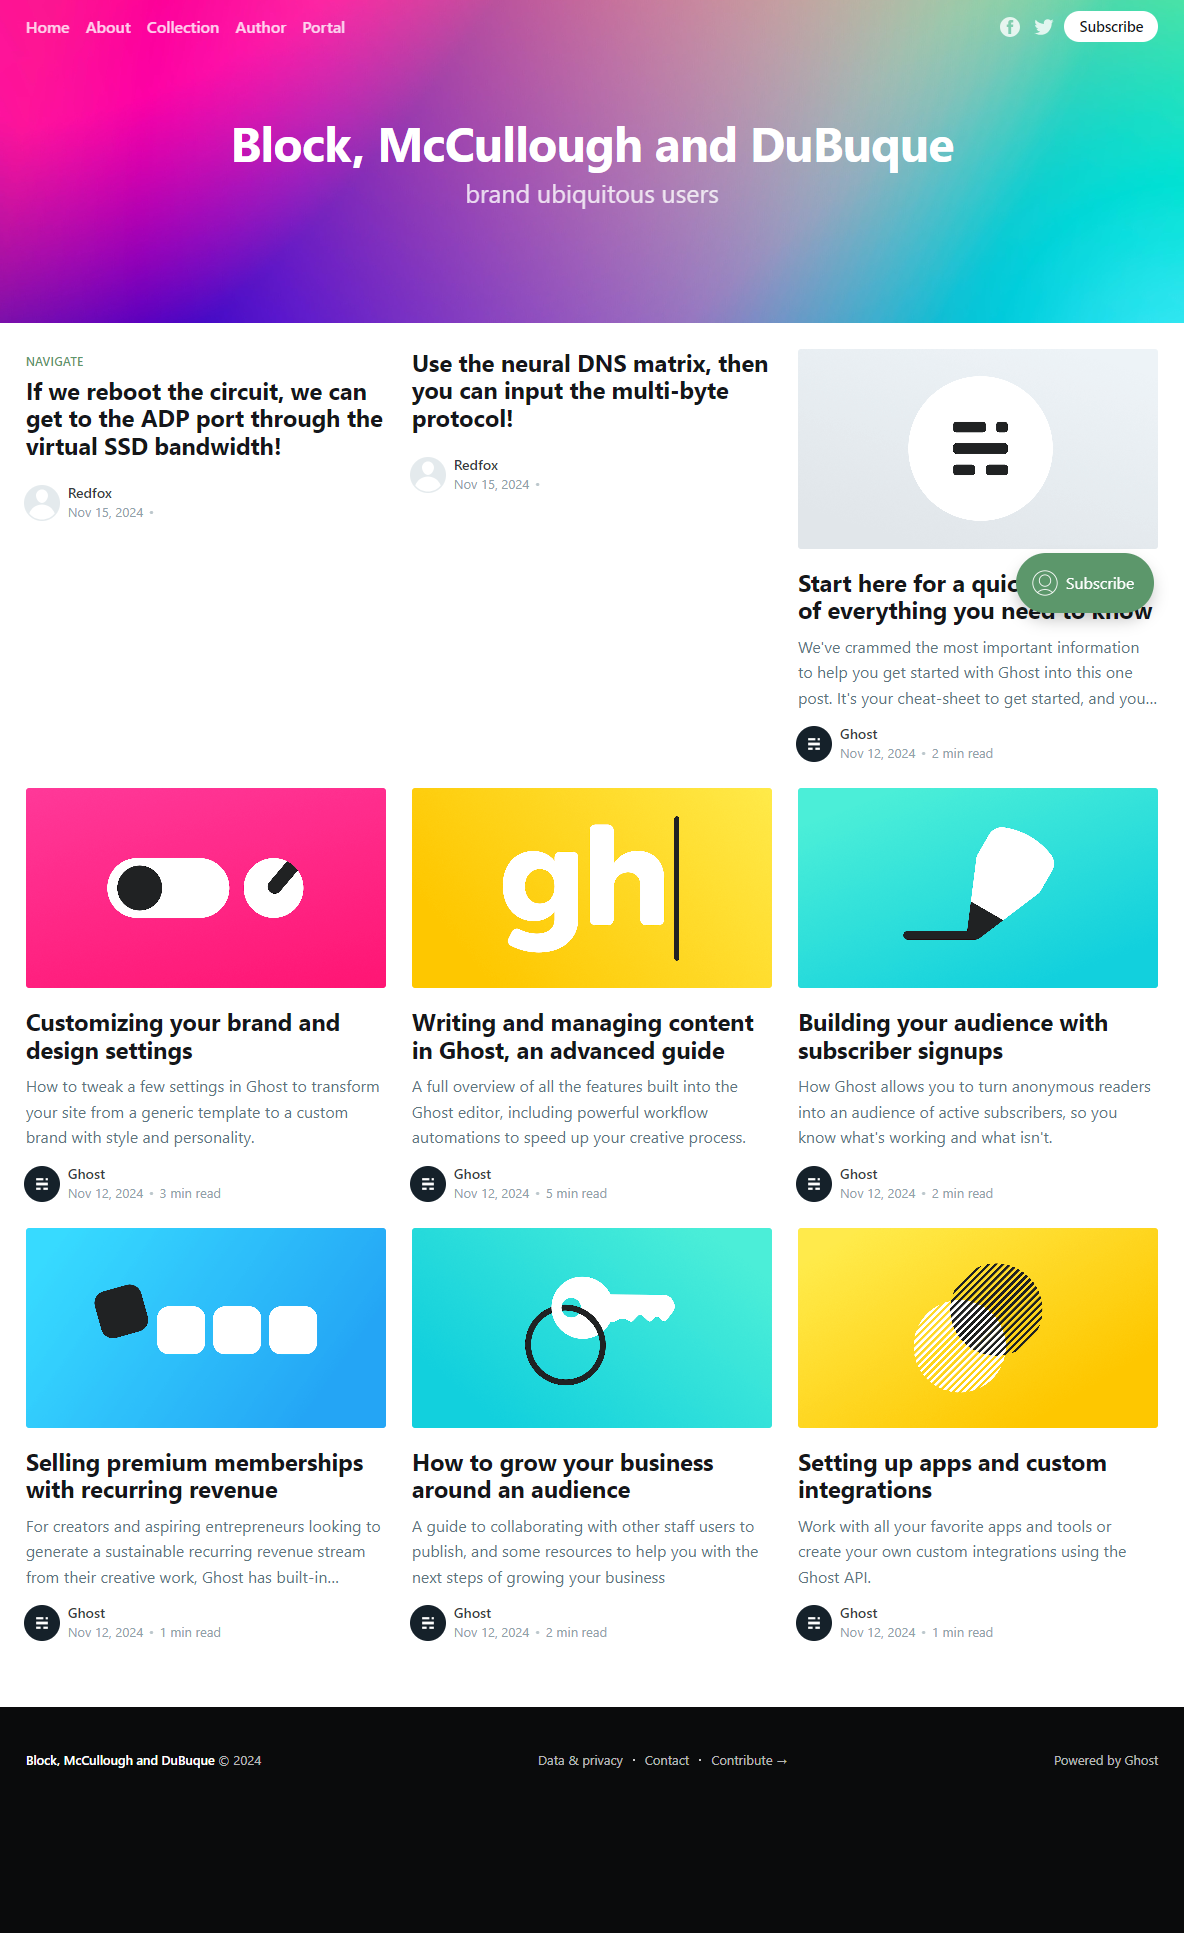 Home About Collection Author Portal
Subscribe
Block, McCullough and DuBuque
brand ubiquitous users
NAVIGATE
If we reboot the circuit, we can
get to the ADP port through the
virtual SSD bandwidth!
Redfox
Nov 15, 2024 •
Use the neural DNS matrix, then
you can input the multi-byte
protocol!
Redfox
Nov 15, 2024 •
Start here for a
of everything you need to know
Subscribe
We've crammed the most important information
to help you get started with Ghost into this one
post. It's your cheat-sheet to get started, and you...
Ghost
Nov 12, 2024 • 2 min read
Customizing your brand and
design settings
How to tweak a few settings in Ghost to transform
your site from a generic template to a custom
brand with style and personality.
Ghost
Nov 12, 2024 • 3 min read
gh
Writing and managing content
in Ghost, an advanced guide
A full overview of all the features built into the
Ghost editor, including powerful workflow
automations to speed up your creative process.
Ghost
Nov 12, 2024 • 5 min read
Building your audience with
subscriber signups
How Ghost allows you to turn anonymous readers
into an audience of active subscribers, so you
know what's working and what isn't.
Ghost
Nov 12, 2024 • 2 min read
Selling premium memberships
with recurring revenue
For creators and aspiring entrepreneurs looking to
generate a sustainable recurring revenue stream
from their creative work, Ghost has built-in...
Ghost
Nov 12, 2024 • 1 min read
How to grow your business
around an audience
A guide to collaborating with other staff users to
publish, and some resources to help you with the
next steps of growing your business
Ghost
Nov 12, 2024 • 2 min read
Setting up apps and custom
integrations
Work with all your favorite apps and tools or
create your own custom integrations using the
Ghost API.
Ghost
Nov 12, 2024 • 1 min read
Block, McCullough and DuBuque © 2024
Data & privacy · Contact · Contribute →
Powered by Ghost